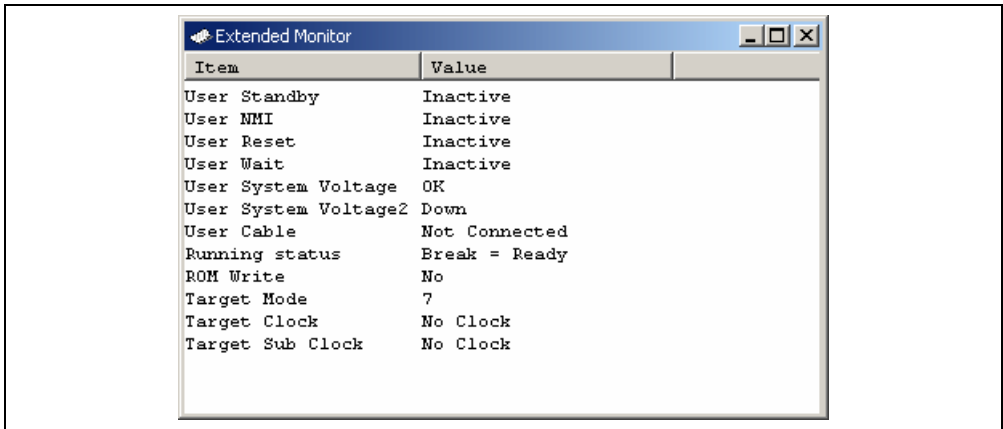 Extended Monitor
Item Value
User Standby Inactive
User NMI Inactive
User Reset Inactive
User Wait Inactive
User System Voltage OK
User System Voltage2 Down
User Cable Not Connected
Running status Break = Ready
ROM Write No
Target Mode 7
Target Clock No Clock
Target Sub Clock No Clock